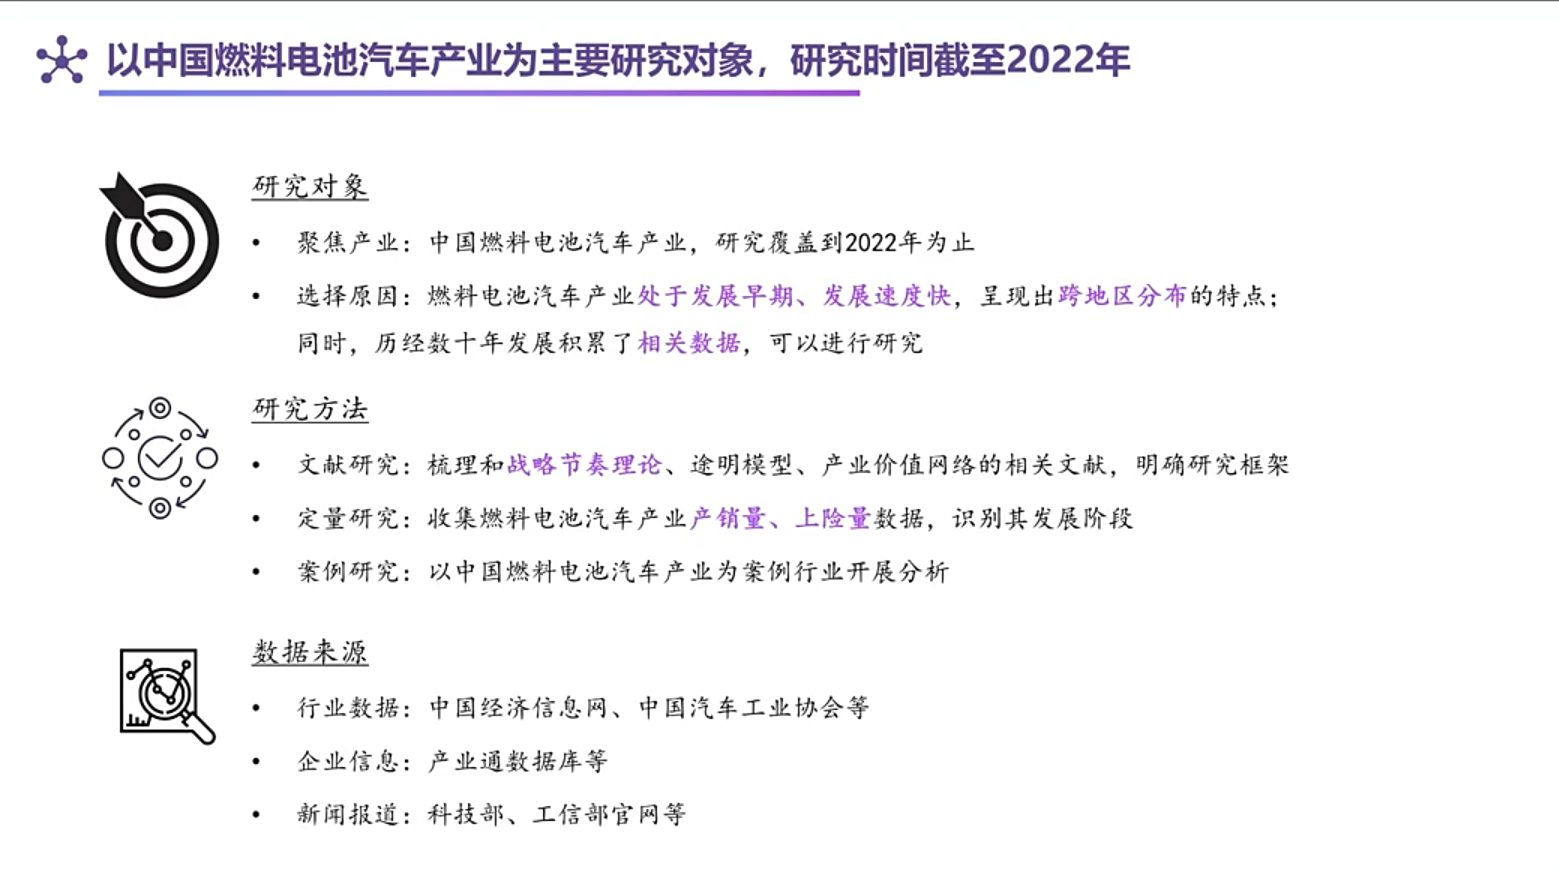 以中国燃料电池汽车产业为主要研究对象，研究时间截至2022年
研究对象
• 聚焦产业：中国燃料电池汽车产业，研究覆盖到2022年为止
• 选择原因：燃料电池汽车产业处于发展早期、发展速度快，呈现出跨地区分布的特点；
同时，历经数十年发展积累了相关数据，可以进行研究
研究方法
• 文献研究：梳理和战略节奏理论、途明模型、产业价值网络的相关文献，明确研究框架
• 定量研究：收集燃料电池汽车产业产销量、上险量数据，识别其发展阶段
• 案例研究：以中国燃料电池汽车产业为案例行业开展分析
数据来源
• 行业数据：中国经济信息网、中国汽车工业协会等
• 企业信息：产业通数据库等
• 新闻报道：科技部、工信部官网等